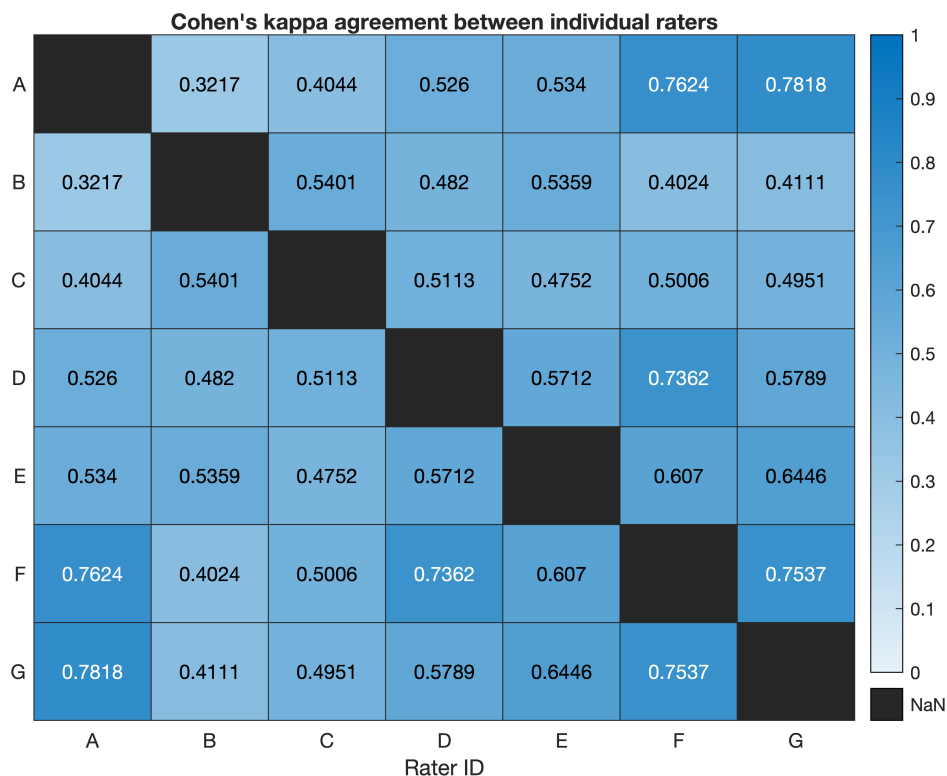 Cohen's kappa agreement between individual raters
A 0.3217 0.4044 0.526 0.534 0.7624 0.7818
B 0.3217 0.5401 0.482 0.5359 0.4024 0.4111
C 0.4044 0.5401 0.5113 0.4752 0.5006 0.4951
D 0.526 0.482 0.5113 0.5712 0.7362 0.5789
E 0.534 0.5359 0.4752 0.5712 0.607 0.6446
F 0.7624 0.4024 0.5006 0.7362 0.607 0.7537
G 0.7818 0.4111 0.4951 0.5789 0.6446 0.7537
A B C D E F G
Rater ID
1
0.9
0.8
0.7
0.6
0.5
0.4
0.3
0.2
0.1
0
NaN